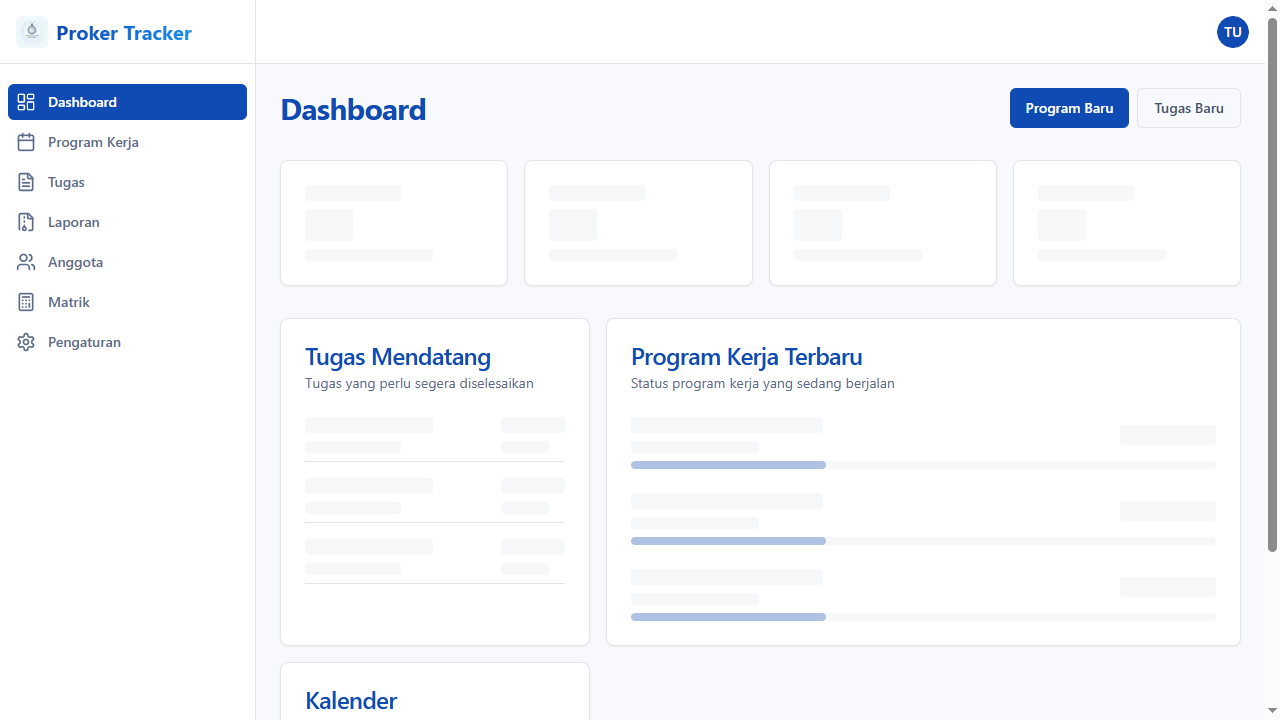 Proker Tracker
TU
Dashboard
Program Kerja
Tugas
Laporan
Anggota
Matrik
Pengaturan
Dashboard
Program Baru
Tugas Baru
Tugas Mendatang
Tugas yang perlu segera diselesaikan
Program Kerja Terbaru
Status program kerja yang sedang berjalan
Kalender